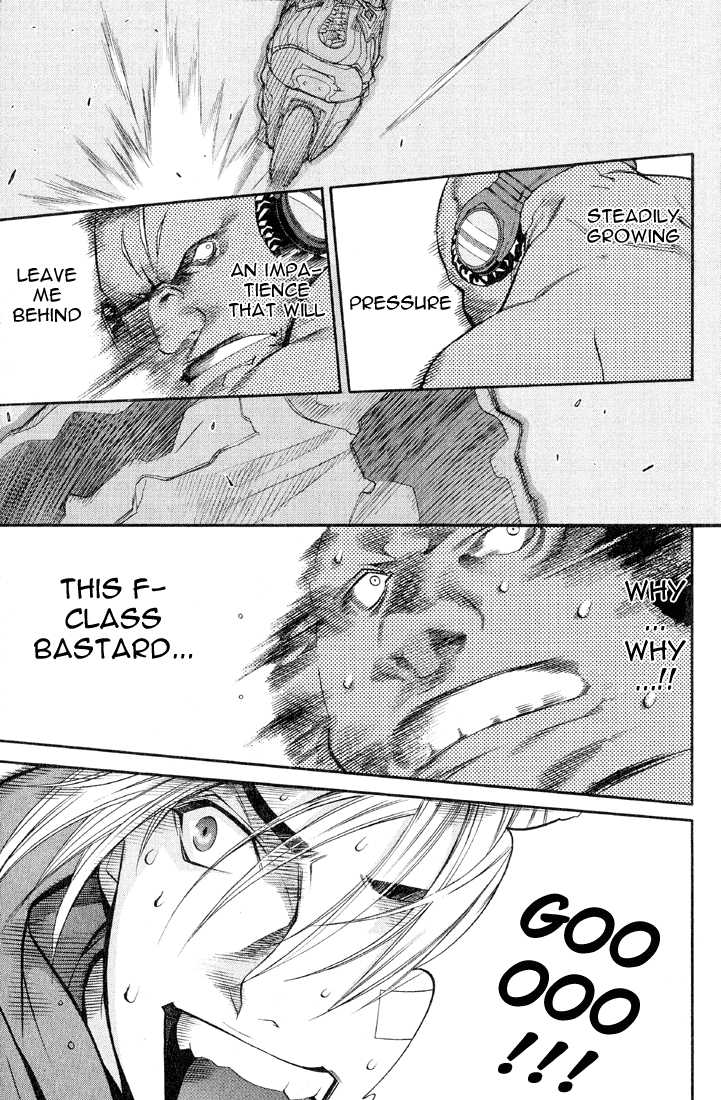 STEADILY
GROWING
PRESSURE
AN IMPA-
TIENCE
THAT WILL
LEAVE
ME
BEHIND
WHY
...
WHY
...!!
THIS F-
CLASS
BASTARD...
GOO
OOO
!!!